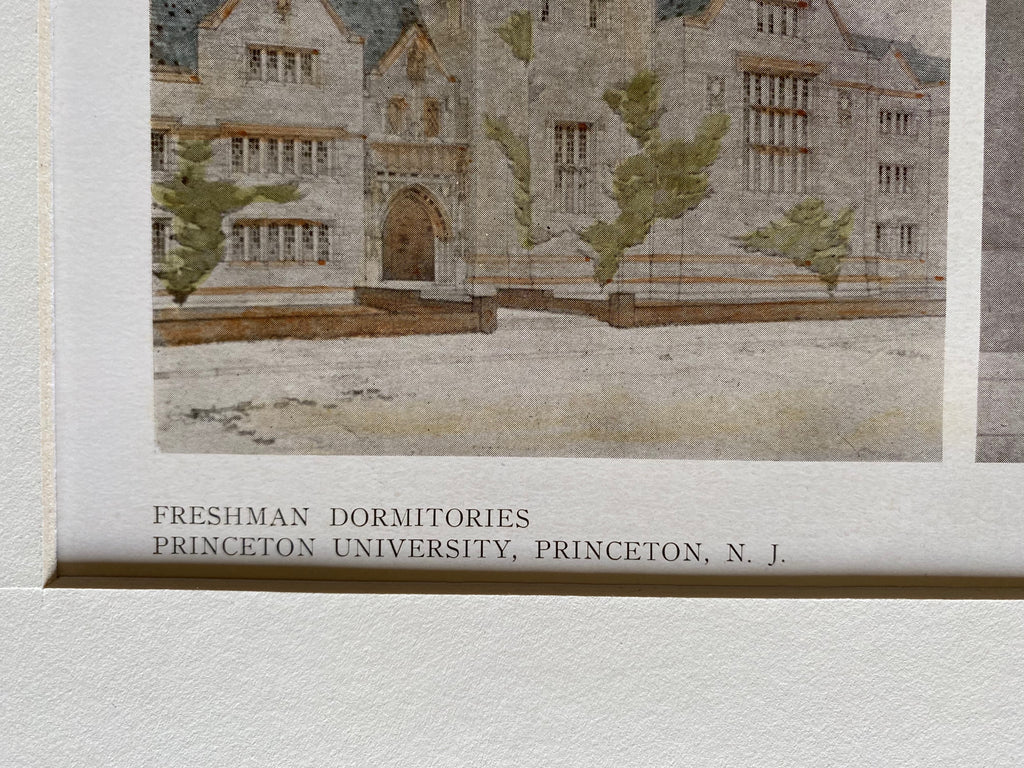 FRESHMAN DORMITORIES
PRINCETON UNIVERSITY, PRINCETON, N. J.